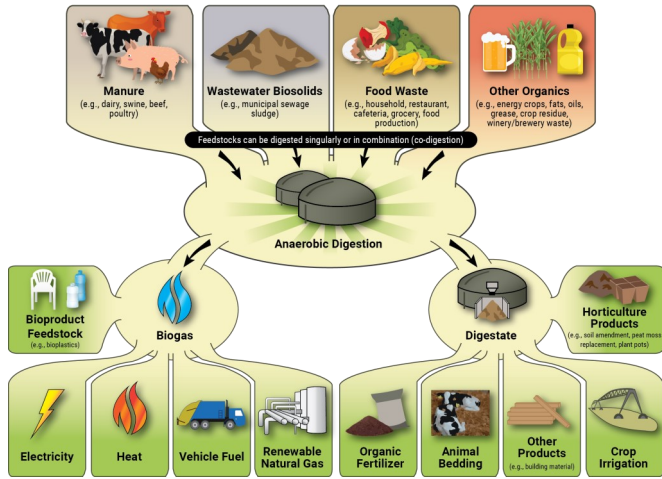 Manure
(e.g., dairy, swine, beef,
poultry)
Wastewater Biosolids
(e.g., municipal sewage
sludge)
Food Waste
(e.g., household, restaurant,
cafeteria, grocery, food
production)
Other Organics
(e.g., energy crops, fats, oils,
grease, crop residue,
winery/brewery waste)
Feedstocks can be digested singularly or in combination (co-digestion)
Anaerobic Digestion
Bioproduct
Feedstock
(e.g., bioplastics)
Biogas
Digestate
Horticulture
Products
(e.g., soil amendment, peat moss
replacement, plant pots)
Electricity
Heat
Vehicle Fuel
Renewable
Natural Gas
Organic
Fertilizer
Animal
Bedding
Other
Products
(e.g., building material)
Crop
Irrigation